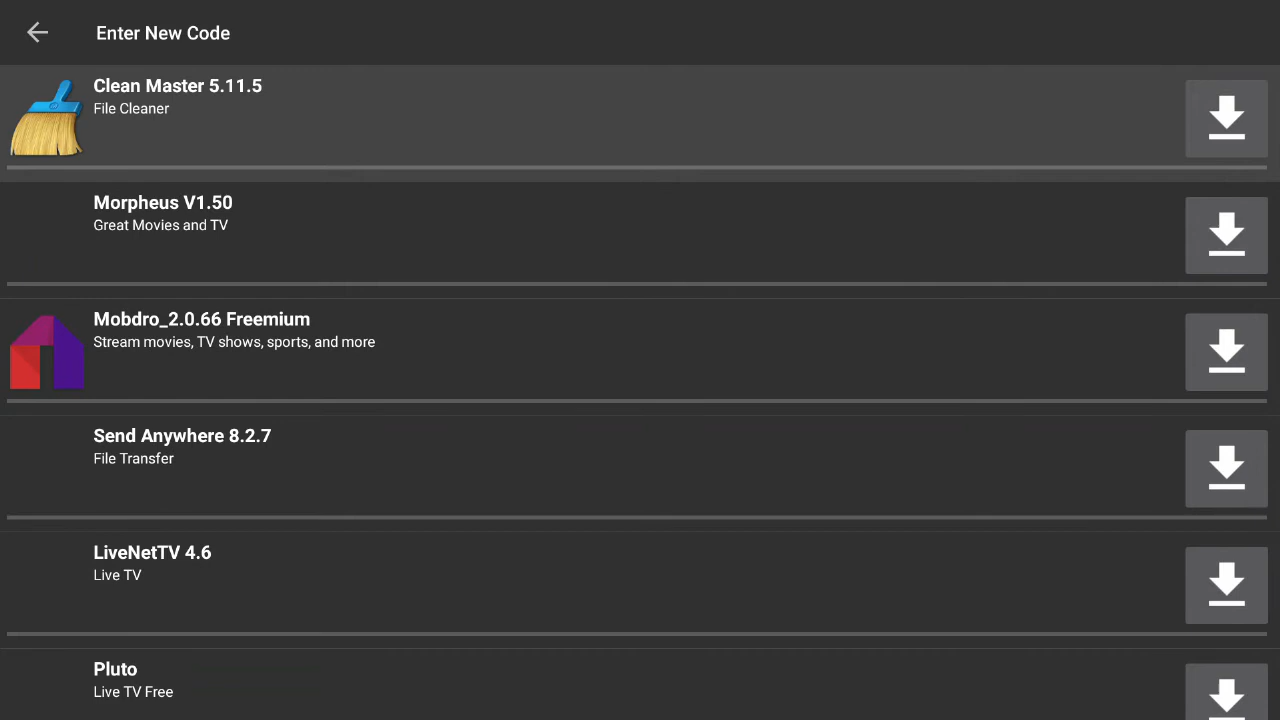 Enter New Code
Clean Master 5.11.5
File Cleaner
Morpheus V1.50
Great Movies and TV
Mobdro_2.0.66 Freemium
Stream movies, TV shows, sports, and more
Send Anywhere 8.2.7
File Transfer
LiveNetTV 4.6
Live TV
Pluto
Live TV Free